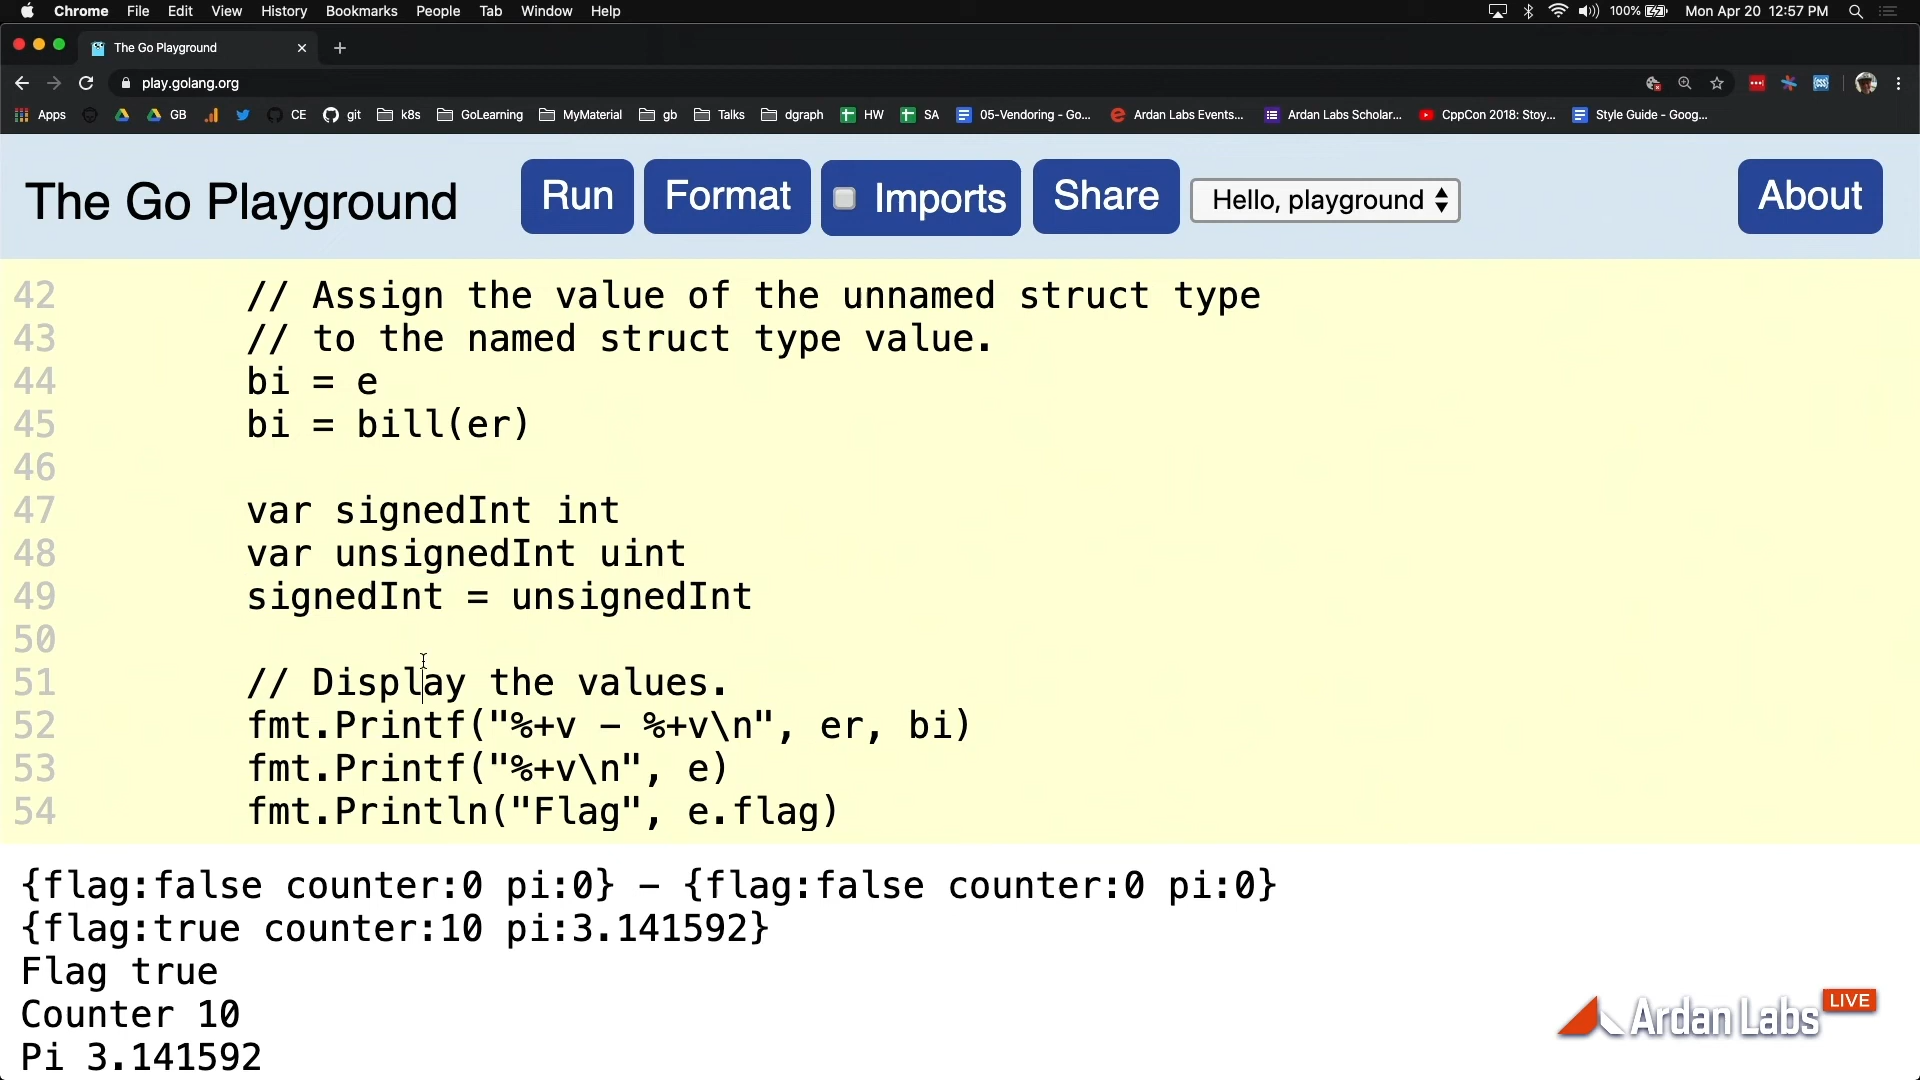 Chrome File Edit View History Bookmarks People Tab Window Help 100% Mon Apr 20 12:57 PM
The Go Playground
play.golang.org
Apps GB CE git k8s GoLearning MyMaterial gb Talks dgraph HW SA 05-Vendoring - Go... Ardan Labs Events... Ardan Labs Scholar... CppCon 2018: Stoy... Style Guide - Goog...
The Go Playground Run Format Imports Share Hello, playground About
42 // Assign the value of the unnamed struct type
43 // to the named struct type value.
44 bi = e
45 bi = bill(er)
46
47 var signedInt int
48 var unsignedInt uint
49 signedInt = unsignedInt
50
51 // Display the values.
52 fmt.Printf("%+v - %+v\n", er, bi)
53 fmt.Printf("%+v\n", e)
54 fmt.Println("Flag", e.flag)
{flag:false counter:0 pi:0} - {flag:false counter:0 pi:0}
{flag:true counter:10 pi:3.141592}
Flag true
Counter 10
Pi 3.141592
Ardan Labs LIVE